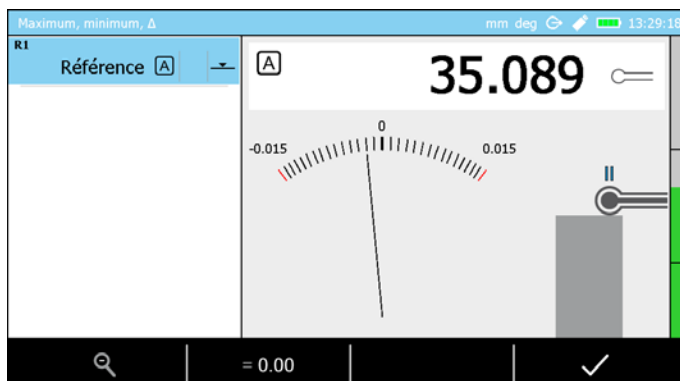 Maximum, minimum, Δ mm deg 13:29:18
R1
Référence A
A 35.089
0
-0.015 0.015
= 0.00